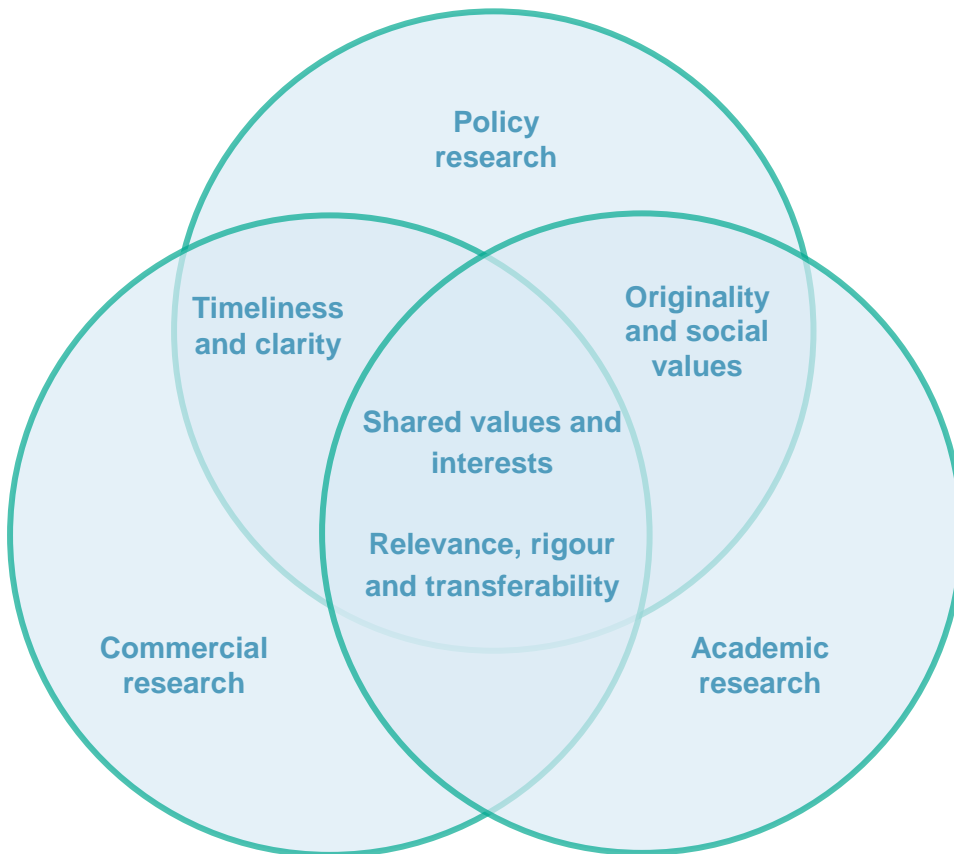 Policy
research
Timeliness
and clarity
Originality
and social
values
Shared values and
interests
Relevance, rigour
and transferability
Commercial
research
Academic
research